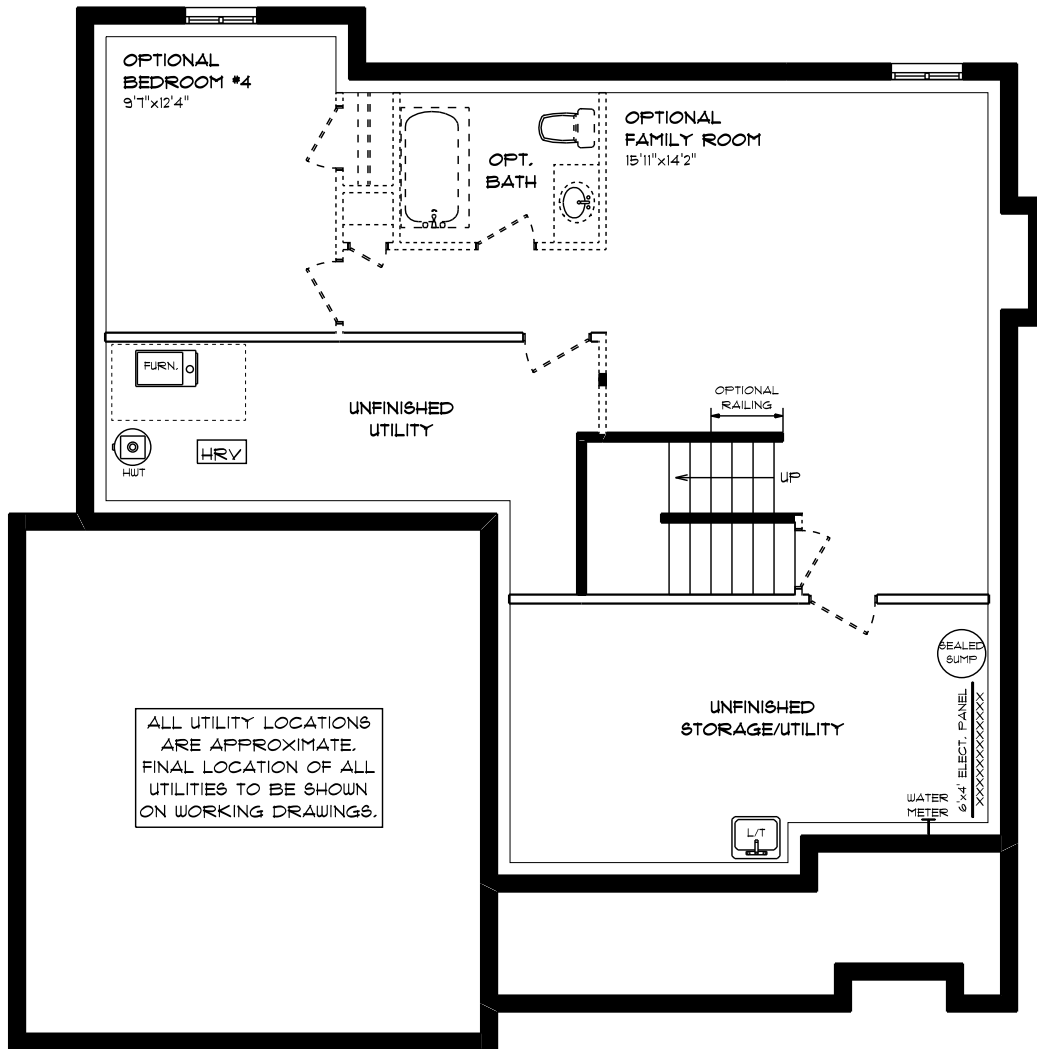 OPTIONAL
BEDROOM #4
9'7"x12'4"
OPT.
BATH
OPTIONAL
FAMILY ROOM
15'11"x14'2"
FURN.
HWT
HRV
UNFINISHED
UTILITY
OPTIONAL
RAILING
UP
ALL UTILITY LOCATIONS
ARE APPROXIMATE.
FINAL LOCATION OF ALL
UTILITIES TO BE SHOWN
ON WORKING DRAWINGS.
UNFINISHED
STORAGE/UTILITY
SEALED
SUMP
6'x4' ELECT. PANEL
XXXXXXXXXXXXXX
WATER
METER
L/T